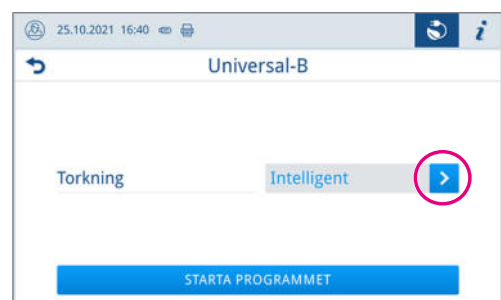 25.10.2021 16:40
i
Universal-B
Torkning Intelligent
STARTA PROGRAMMET